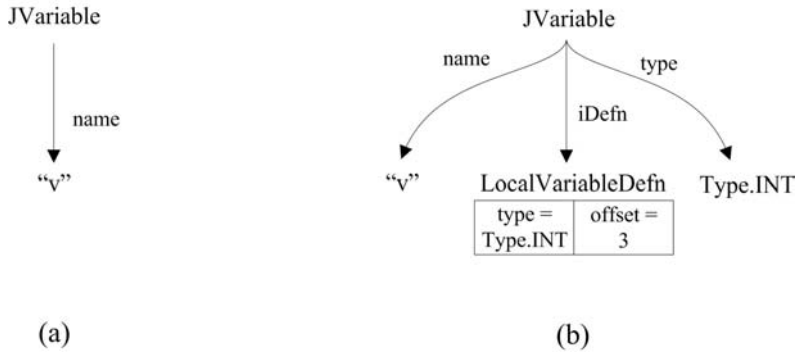 JVariable
name
“v”
(a)
JVariable
name
iDefn
type
“v”
LocalVariableDefn
type =
Type.INT
offset =
3
Type.INT
(b)